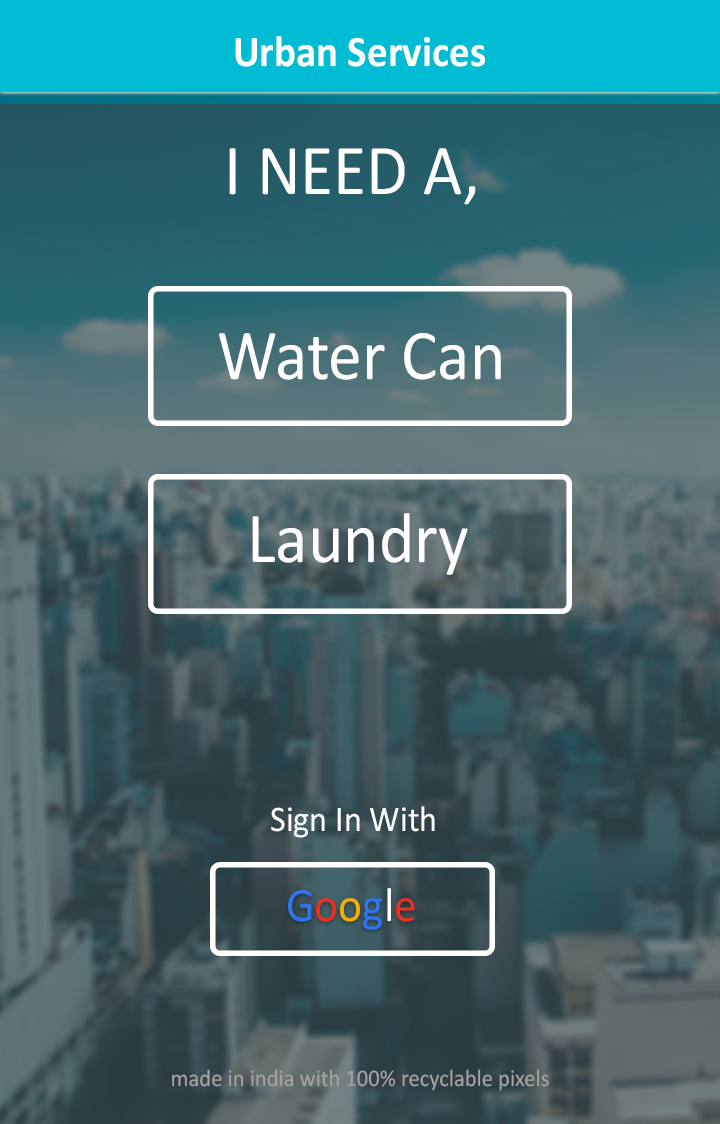 Urban Services
I NEED A,
Water Can
Laundry
Sign In With
Google
made in india with 100% recyclable pixels